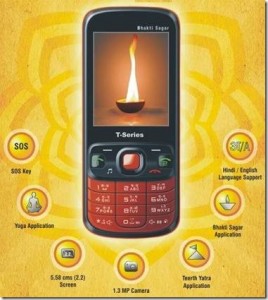 Bhakti Sagar
T-Series
SOS
SOS Key
अ/A
Hindi / English
Language Support
Yoga Application
Bhakti Sagar
Application
5.58 cms (2.2)
Screen
1.3 MP Camera
Teerth Yatra
Application